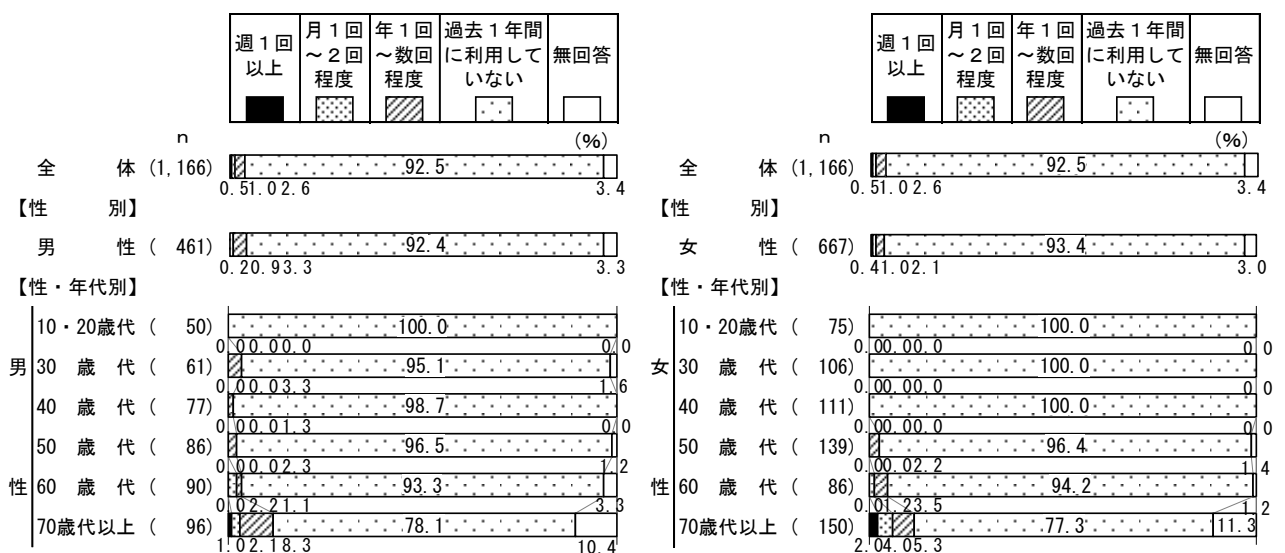 週1回以上 月1回～2回程度 年1回～数回程度 過去1年間に利用していない 無回答
n (%)
全 体 (1,166) 92.5
0.5 1.0 2.6 3.4
【性 別】
男 性 ( 461) 92.4
0.2 0.9 3.3 3.3
【性・年代別】
男性
10・20歳代 ( 50) 100.0
0.0 0.0 0.0 0.0
30 歳 代 ( 61) 95.1
0.0 0.0 3.3 1.6
40 歳 代 ( 77) 98.7
0.0 0.0 1.3 0.0
50 歳 代 ( 86) 96.5
0.0 0.0 2.3 1.2
60 歳 代 ( 90) 93.3
0.0 2.2 1.1 3.3
70歳代以上 ( 96) 78.1
1.0 2.1 8.3 10.4
週1回以上 月1回～2回程度 年1回～数回程度 過去1年間に利用していない 無回答
n (%)
全 体 (1,166) 92.5
0.5 1.0 2.6 3.4
【性 別】
女 性 ( 667) 93.4
0.4 1.0 2.1 3.0
【性・年代別】
女性
10・20歳代 ( 75) 100.0
0.0 0.0 0.0 0.0
30 歳 代 ( 106) 100.0
0.0 0.0 0.0 0.0
40 歳 代 ( 111) 100.0
0.0 0.0 0.0 0.0
50 歳 代 ( 139) 96.4
0.0 0.0 2.2 1.4
60 歳 代 ( 86) 94.2
0.0 1.2 3.5 1.2
70歳代以上 ( 150) 77.3 11.3
2.0 4.0 5.3